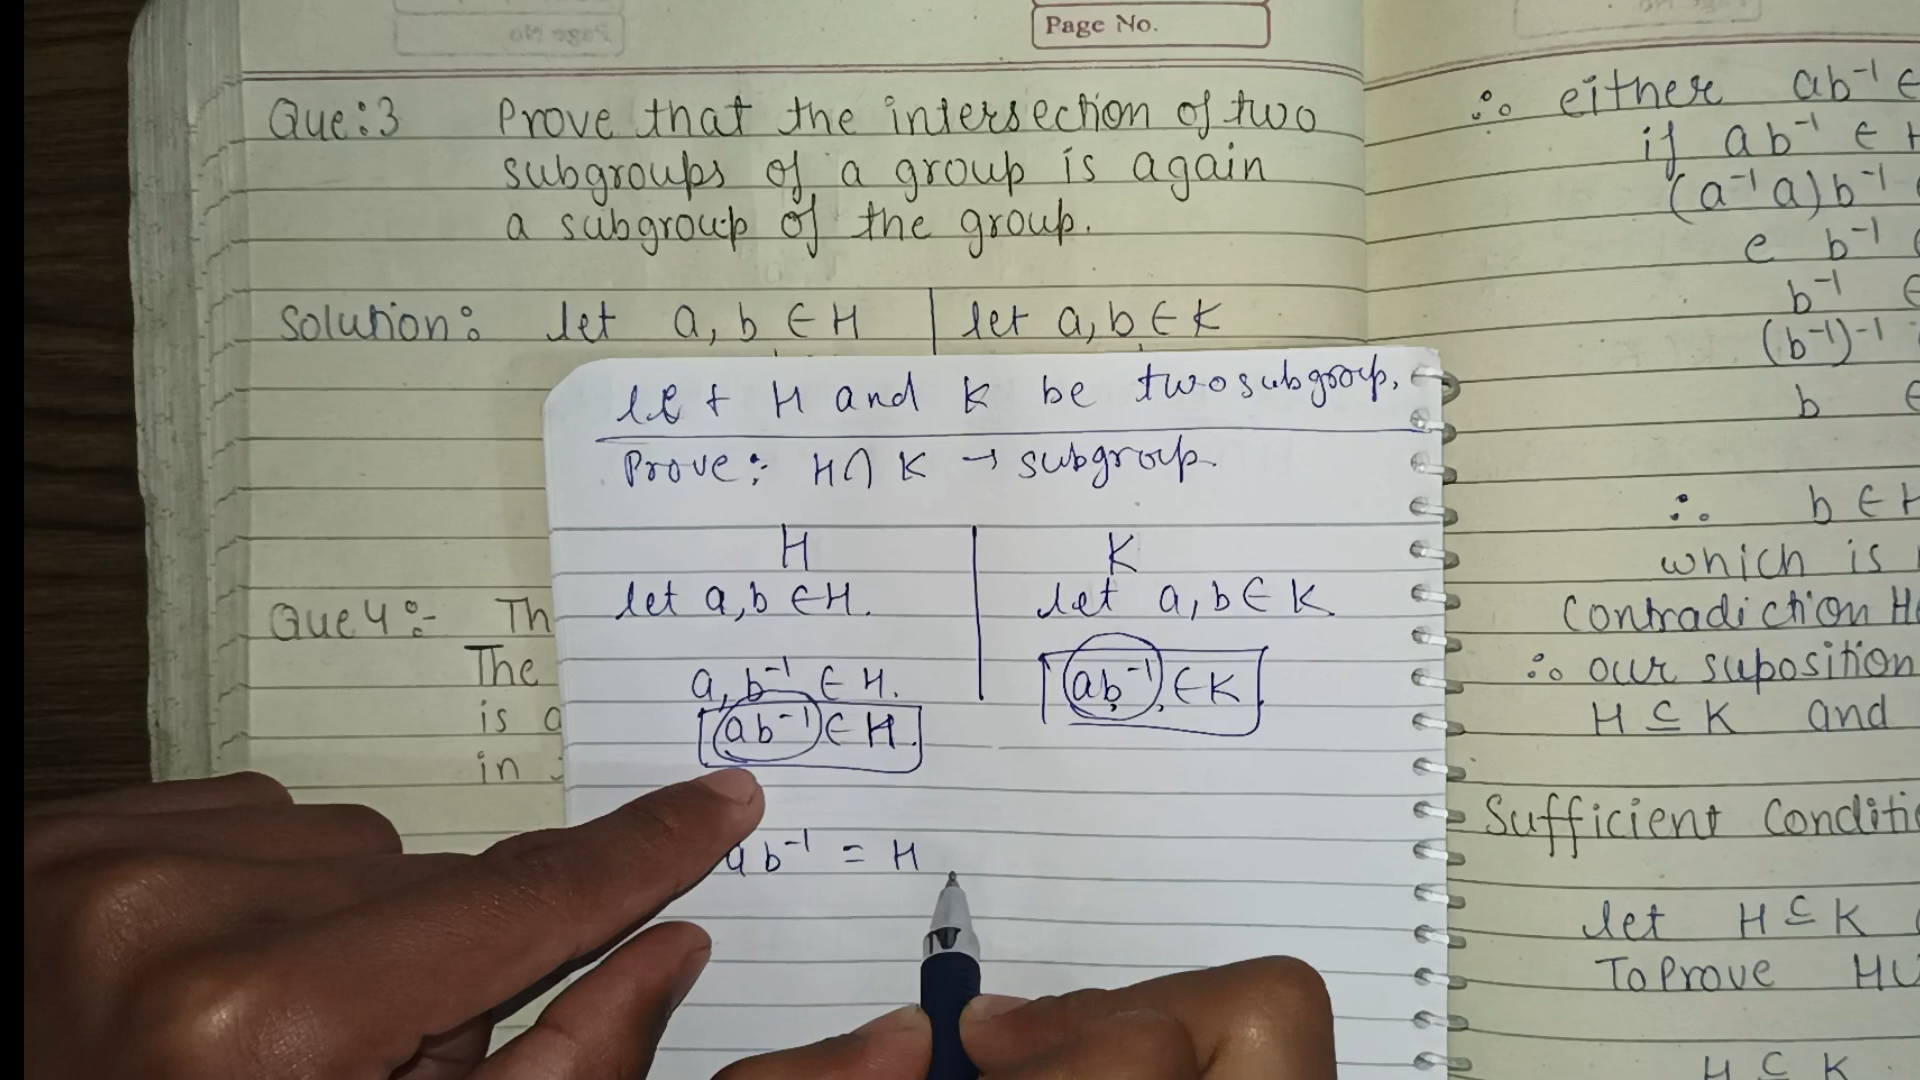 Page No.
Que:3 Prove that the intersection of two
subgroups of a group is again
a subgroup of the group.
Solution: let a, b ∈ H | let a, b ∈ K
let H and K be two subgroup.
Prove: H∩K → subgroup.
H | K
let a, b ∈ H. | let a, b ∈ K
a, b⁻¹ ∈ H.
ab⁻¹ ∈ H. | ab⁻¹, ∈ K
ab⁻¹ = H
Que 4:- Th
The
is a
in
∴ either ab⁻¹ ∈
if ab⁻¹ ∈ H
(a⁻¹a)b⁻¹
e b⁻¹
b⁻¹ ∈
(b⁻¹)⁻¹
b ∈
∴ b ∈ H
which is
Contradiction
∴ our suposition
H ⊆ K and
Sufficient Conditi
let H ⊆ K
To Prove HU
H ⊆ K